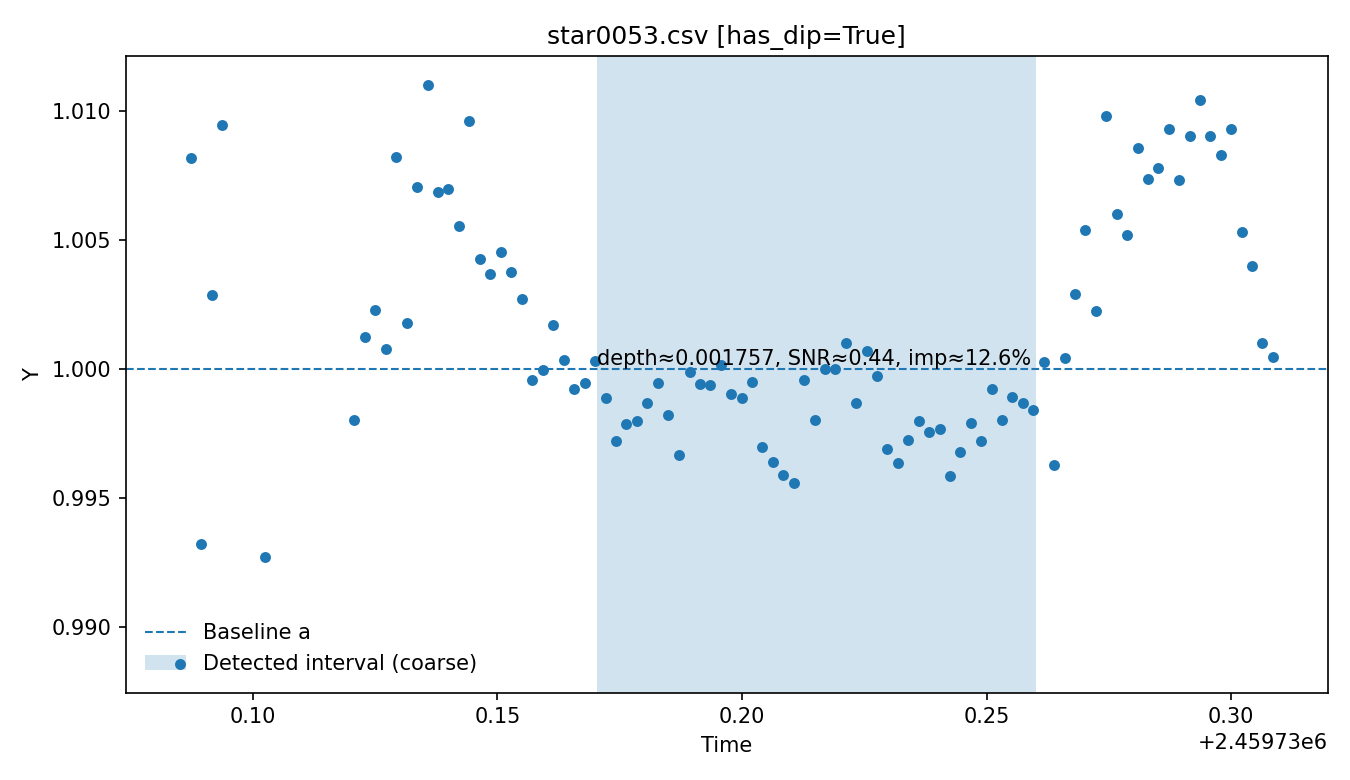 star0053.csv [has_dip=True]
1.010
1.005
1.000
0.995
0.990
Y
depth≈0.001757, SNR≈0.44, imp≈12.6%
Baseline a
Detected interval (coarse)
0.10
0.15
0.20
0.25
0.30
Time
+2.45973e6